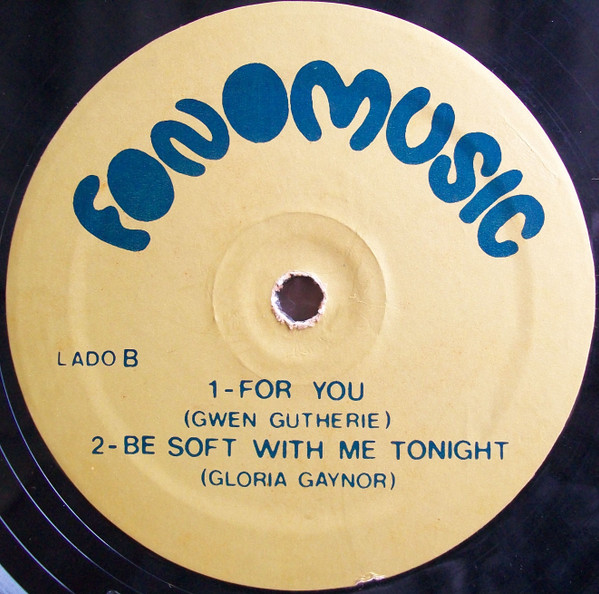 FONOMUSIC
LADO B
1-FOR YOU
(GWEN GUTHERIE)
2-BE SOFT WITH ME TONIGHT
(GLORIA GAYNOR)